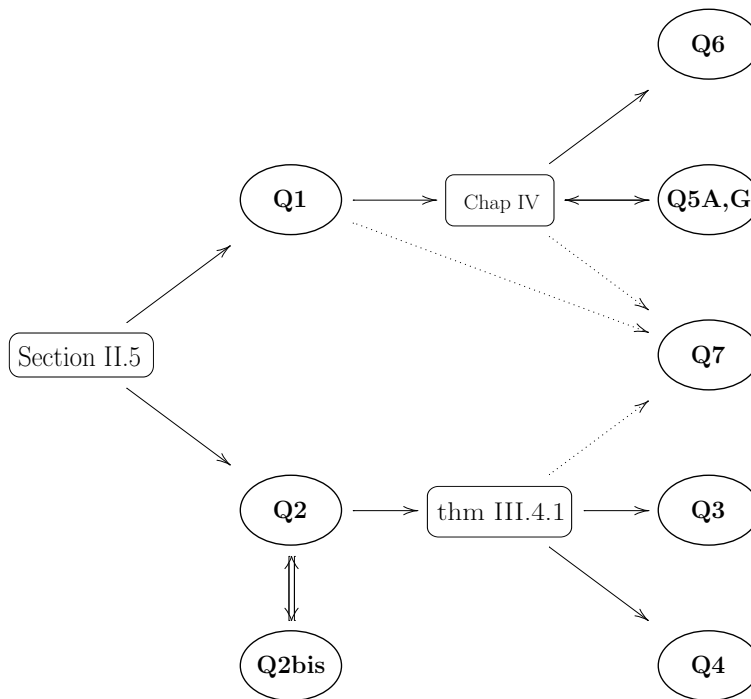 Q6
Q1
Chap IV
Q5A,G
Section II.5
Q7
Q2
thm III.4.1
Q3
Q2bis
Q4